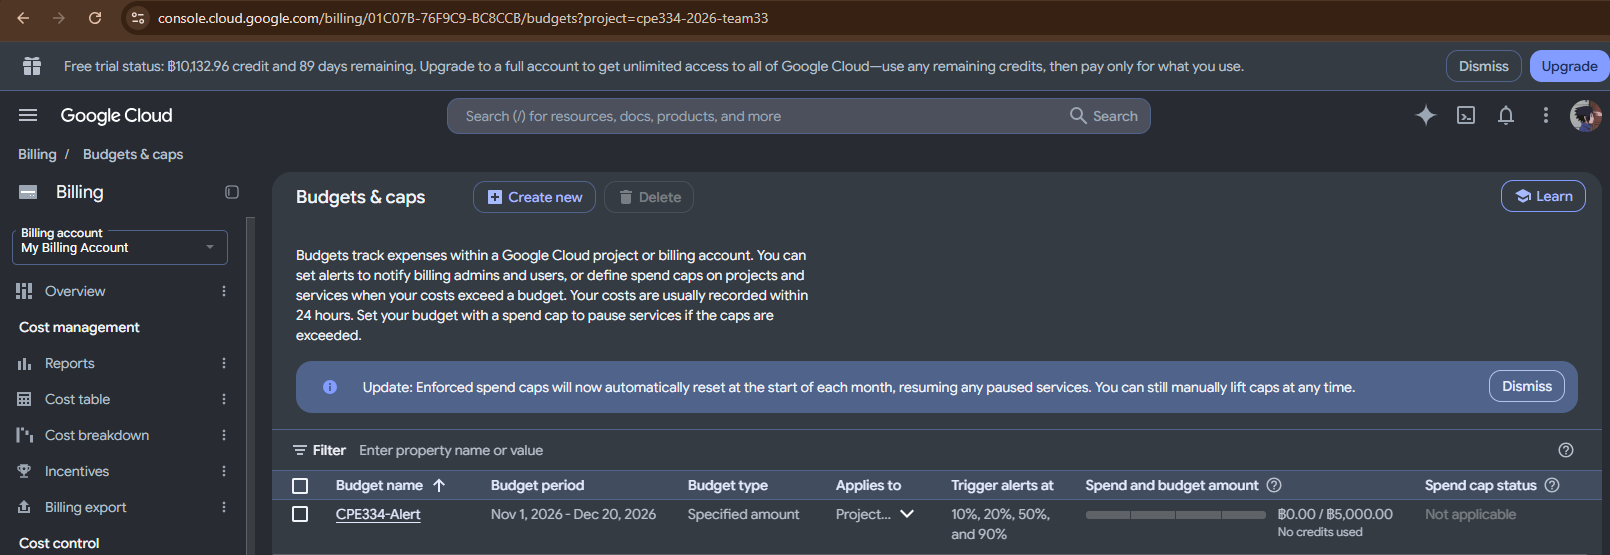 console.cloud.google.com/billing/01C07B-76F9C9-BC8CCB/budgets?project=cpe334-2026-team33
Free trial status: ฿10,132.96 credit and 89 days remaining. Upgrade to a full account to get unlimited access to all of Google Cloud—use any remaining credits, then pay only for what you use.
Dismiss
Upgrade
Google Cloud
Search (/) for resources, docs, products, and more
Search
Billing / Budgets & caps
Billing
Billing account
My Billing Account
Overview
Cost management
Reports
Cost table
Cost breakdown
Incentives
Billing export
Cost control
Budgets & caps
Create new
Delete
Learn
Budgets track expenses within a Google Cloud project or billing account. You can
set alerts to notify billing admins and users, or define spend caps on projects and
services when your costs exceed a budget. Your costs are usually recorded within
24 hours. Set your budget with a spend cap to pause services if the caps are
exceeded.
Update: Enforced spend caps will now automatically reset at the start of each month, resuming any paused services. You can still manually lift caps at any time.
Dismiss
Filter Enter property name or value
Budget name Budget period Budget type Applies to Trigger alerts at Spend and budget amount Spend cap status
CPE334-Alert Nov 1, 2026 - Dec 20, 2026 Specified amount Project... 10%, 20%, 50%, ฿0.00 / ฿5,000.00 Not applicable
and 90% No credits used